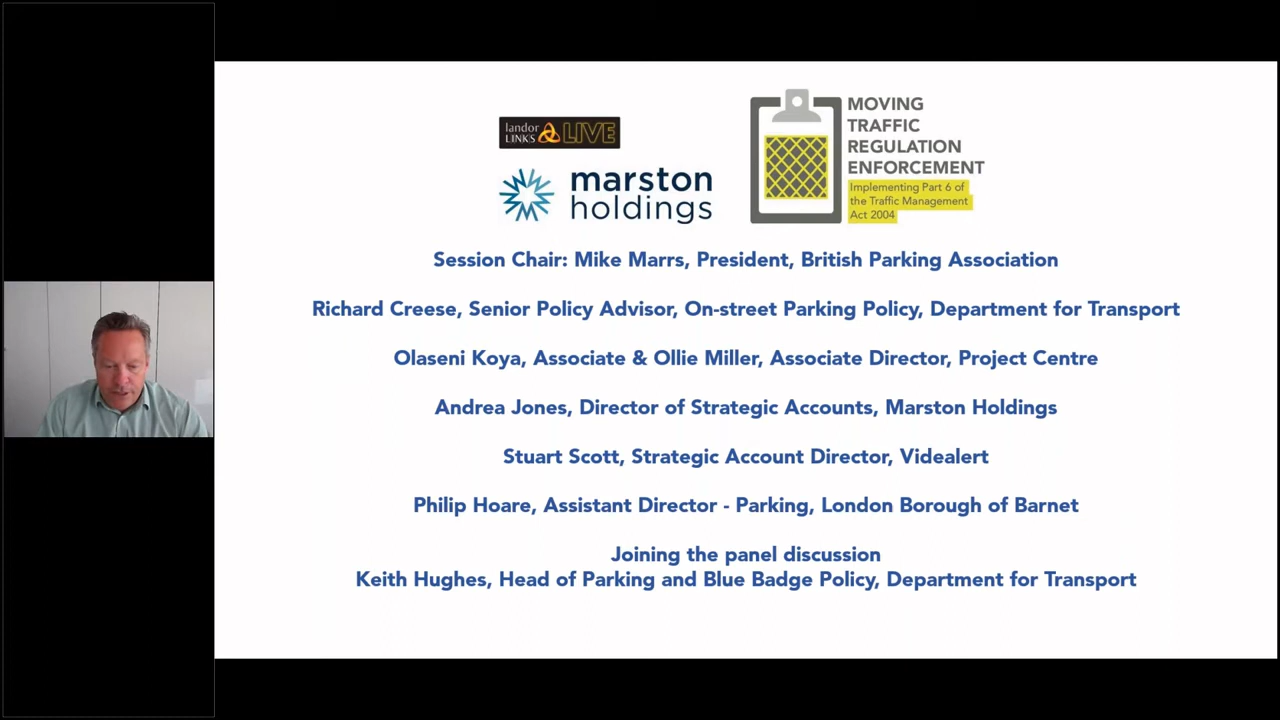 landor
LINKS LIVE
marston
holdings
MOVING
TRAFFIC
REGULATION
ENFORCEMENT
Implementing Part 6 of
the Traffic Management
Act 2004
Session Chair: Mike Marrs, President, British Parking Association
Richard Creese, Senior Policy Advisor, On-street Parking Policy, Department for Transport
Olaseni Koya, Associate & Ollie Miller, Associate Director, Project Centre
Andrea Jones, Director of Strategic Accounts, Marston Holdings
Stuart Scott, Strategic Account Director, Videalert
Philip Hoare, Assistant Director - Parking, London Borough of Barnet
Joining the panel discussion
Keith Hughes, Head of Parking and Blue Badge Policy, Department for Transport